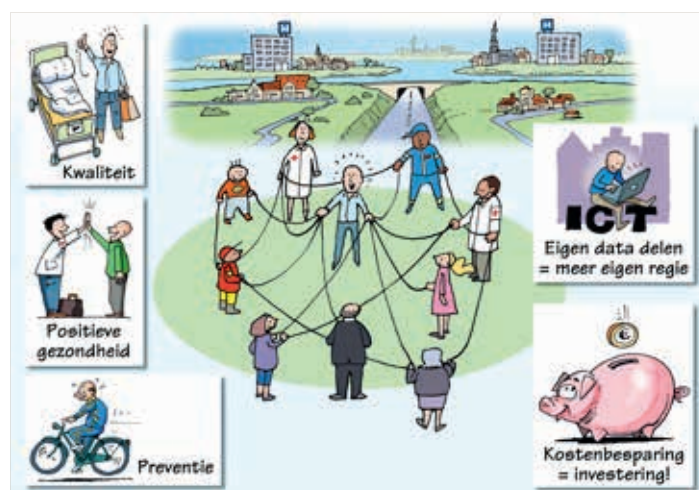 Kwaliteit
Positieve
gezondheid
Preventie
ICT
Eigen data delen
= meer eigen regie
Kostenbesparing
= investering!
H
H
€